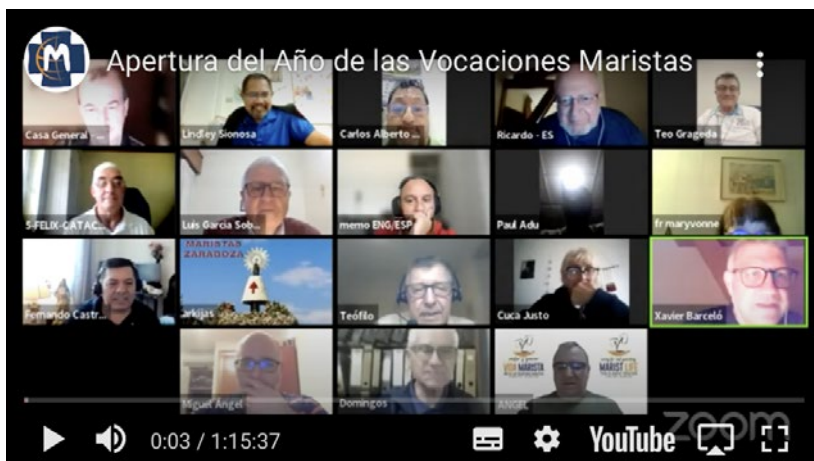 M
Apertura del Año de las Vocaciones Maristas
Casa General - ...
Lindley Sionosa
Carlos Alberto ...
Ricardo - ES
Teo Grageda
S-FELIX-CATAC...
Luis Garcia Sob...
memo ENG/ESP
Paul Adu
fr maryvonne
MARISTAS
ZARAGOZA
Fernando Castr...
arkijas
Teófilo
Cuca Justo
Xavier Barceló
VIDA MARISTA
MARIST LIFE
Miguel Ángel
Domingos
ANGEL
zoom
0:03 / 1:15:37
YouTube